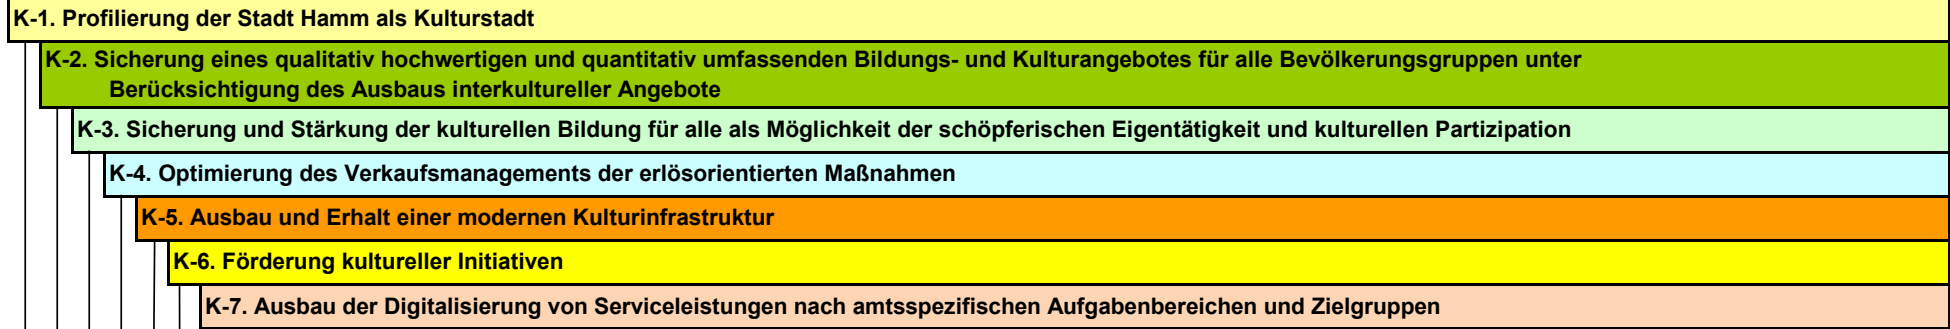 K-1. Profilierung der Stadt Hamm als Kulturstadt
K-2. Sicherung eines qualitativ hochwertigen und quantitativ umfassenden Bildungs- und Kulturangebotes für alle Bevölkerungsgruppen unter
Berücksichtigung des Ausbaus interkultureller Angebote
K-3. Sicherung und Stärkung der kulturellen Bildung für alle als Möglichkeit der schöpferischen Eigentätigkeit und kulturellen Partizipation
K-4. Optimierung des Verkaufsmanagements der erlösorientierten Maßnahmen
K-5. Ausbau und Erhalt einer modernen Kulturinfrastruktur
K-6. Förderung kultureller Initiativen
K-7. Ausbau der Digitalisierung von Serviceleistungen nach amtsspezifischen Aufgabenbereichen und Zielgruppen